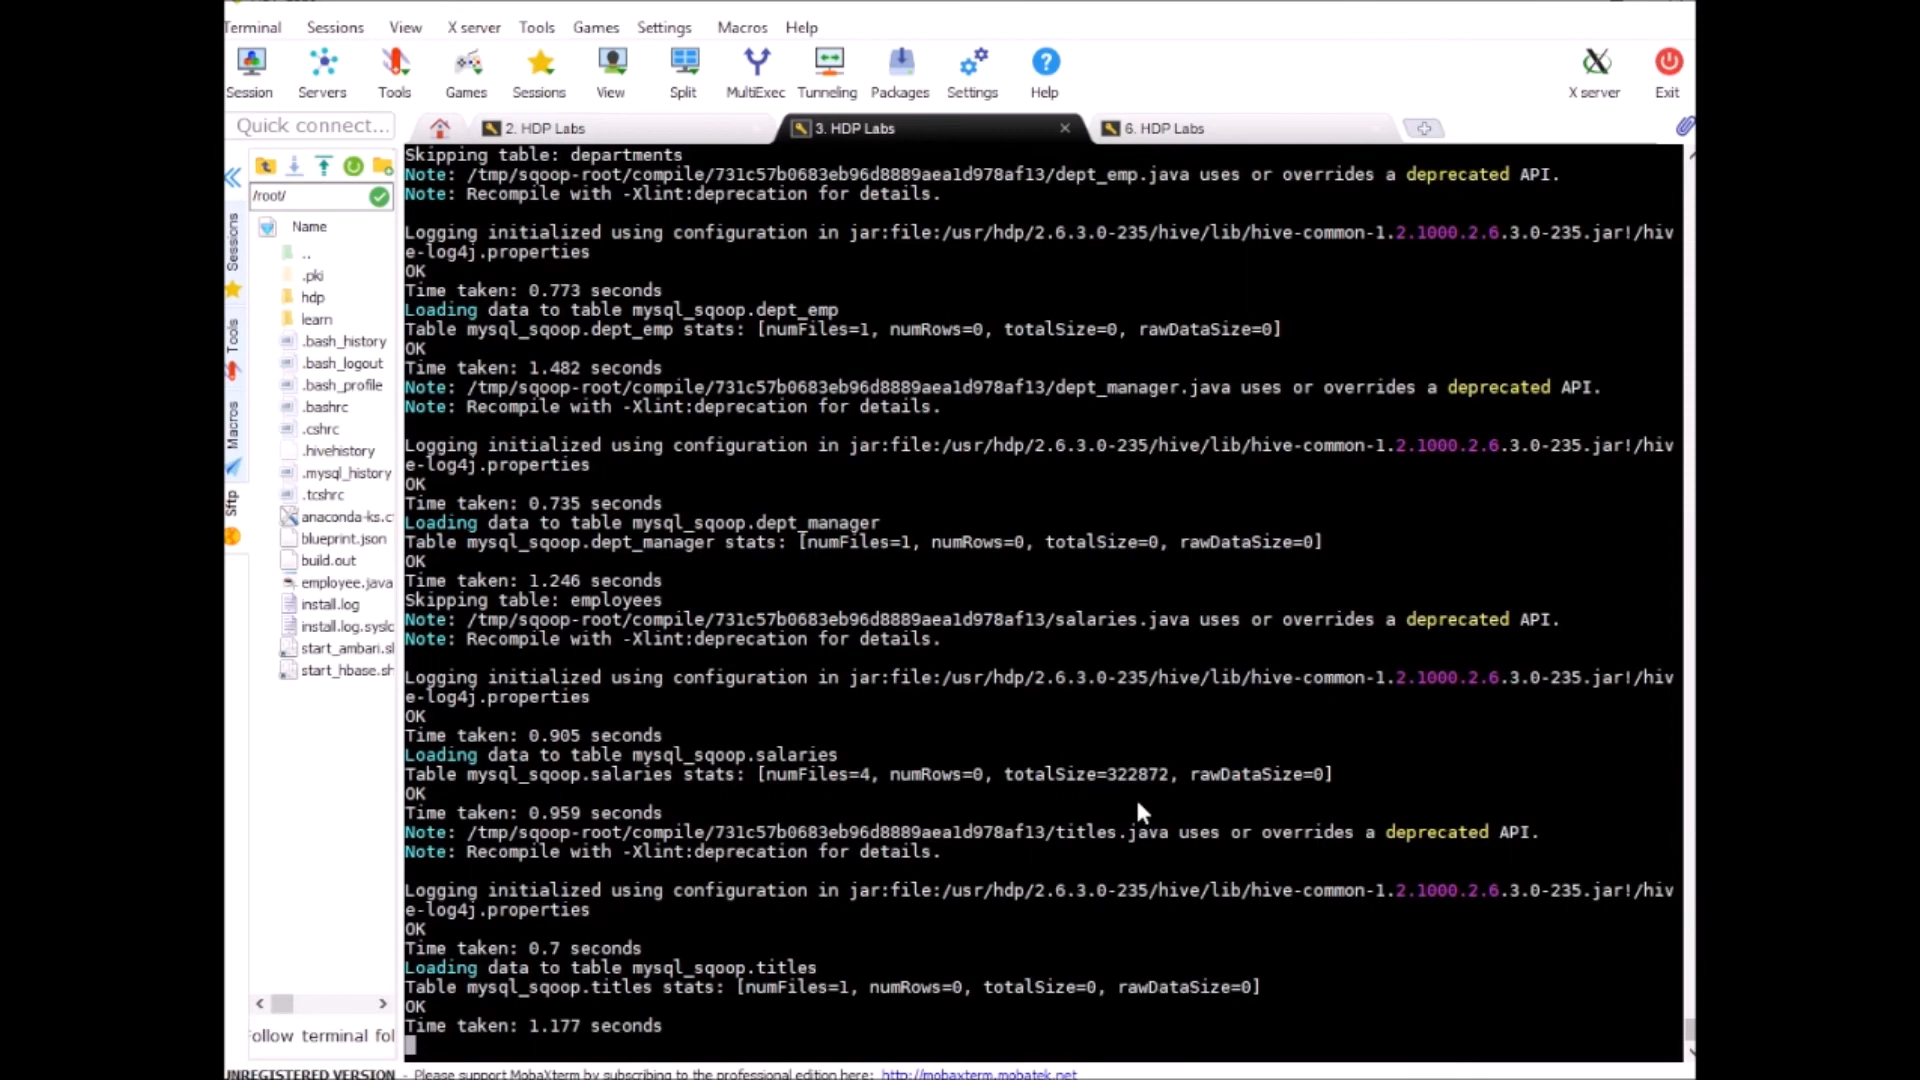 Terminal Sessions View X server Tools Games Settings Macros Help
Session Servers Tools Games Sessions View Split MultiExec Tunneling Packages Settings Help X server Exit
Quick connect...
2. HDP Labs
3. HDP Labs
6. HDP Labs
/root/
Name
..
.pki
hdp
learn
.bash_history
.bash_logout
.bash_profile
.bashrc
.cshrc
.hivehistory
.mysql_history
.tcshrc
anaconda-ks.c
blueprint.json
build.out
employee.java
install.log
install.log.syslo
start_ambari.sh
start_hbase.sh
Sessions
Tools
Macros
Sftp
ollow terminal fol
Skipping table: departments
Note: /tmp/sqoop-root/compile/731c57b0683eb96d8889aea1d978af13/dept_emp.java uses or overrides a deprecated API.
Note: Recompile with -Xlint:deprecation for details.
Logging initialized using configuration in jar:file:/usr/hdp/2.6.3.0-235/hive/lib/hive-common-1.2.1000.2.6.3.0-235.jar!/hiv
e-log4j.properties
OK
Time taken: 0.773 seconds
Loading data to table mysql_sqoop.dept_emp
Table mysql_sqoop.dept_emp stats: [numFiles=1, numRows=0, totalSize=0, rawDataSize=0]
OK
Time taken: 1.482 seconds
Note: /tmp/sqoop-root/compile/731c57b0683eb96d8889aea1d978af13/dept_manager.java uses or overrides a deprecated API.
Note: Recompile with -Xlint:deprecation for details.
Logging initialized using configuration in jar:file:/usr/hdp/2.6.3.0-235/hive/lib/hive-common-1.2.1000.2.6.3.0-235.jar!/hiv
e-log4j.properties
OK
Time taken: 0.735 seconds
Loading data to table mysql_sqoop.dept_manager
Table mysql_sqoop.dept_manager stats: [numFiles=1, numRows=0, totalSize=0, rawDataSize=0]
OK
Time taken: 1.246 seconds
Skipping table: employees
Note: /tmp/sqoop-root/compile/731c57b0683eb96d8889aea1d978af13/salaries.java uses or overrides a deprecated API.
Note: Recompile with -Xlint:deprecation for details.
Logging initialized using configuration in jar:file:/usr/hdp/2.6.3.0-235/hive/lib/hive-common-1.2.1000.2.6.3.0-235.jar!/hiv
e-log4j.properties
OK
Time taken: 0.905 seconds
Loading data to table mysql_sqoop.salaries
Table mysql_sqoop.salaries stats: [numFiles=4, numRows=0, totalSize=322872, rawDataSize=0]
OK
Time taken: 0.959 seconds
Note: /tmp/sqoop-root/compile/731c57b0683eb96d8889aea1d978af13/titles.java uses or overrides a deprecated API.
Note: Recompile with -Xlint:deprecation for details.
Logging initialized using configuration in jar:file:/usr/hdp/2.6.3.0-235/hive/lib/hive-common-1.2.1000.2.6.3.0-235.jar!/hiv
e-log4j.properties
OK
Time taken: 0.7 seconds
Loading data to table mysql_sqoop.titles
Table mysql_sqoop.titles stats: [numFiles=1, numRows=0, totalSize=0, rawDataSize=0]
OK
Time taken: 1.177 seconds
UNREGISTERED VERSION - Please support MobaXterm by subscribing to the professional edition here: http://mobaxterm.mobatek.net